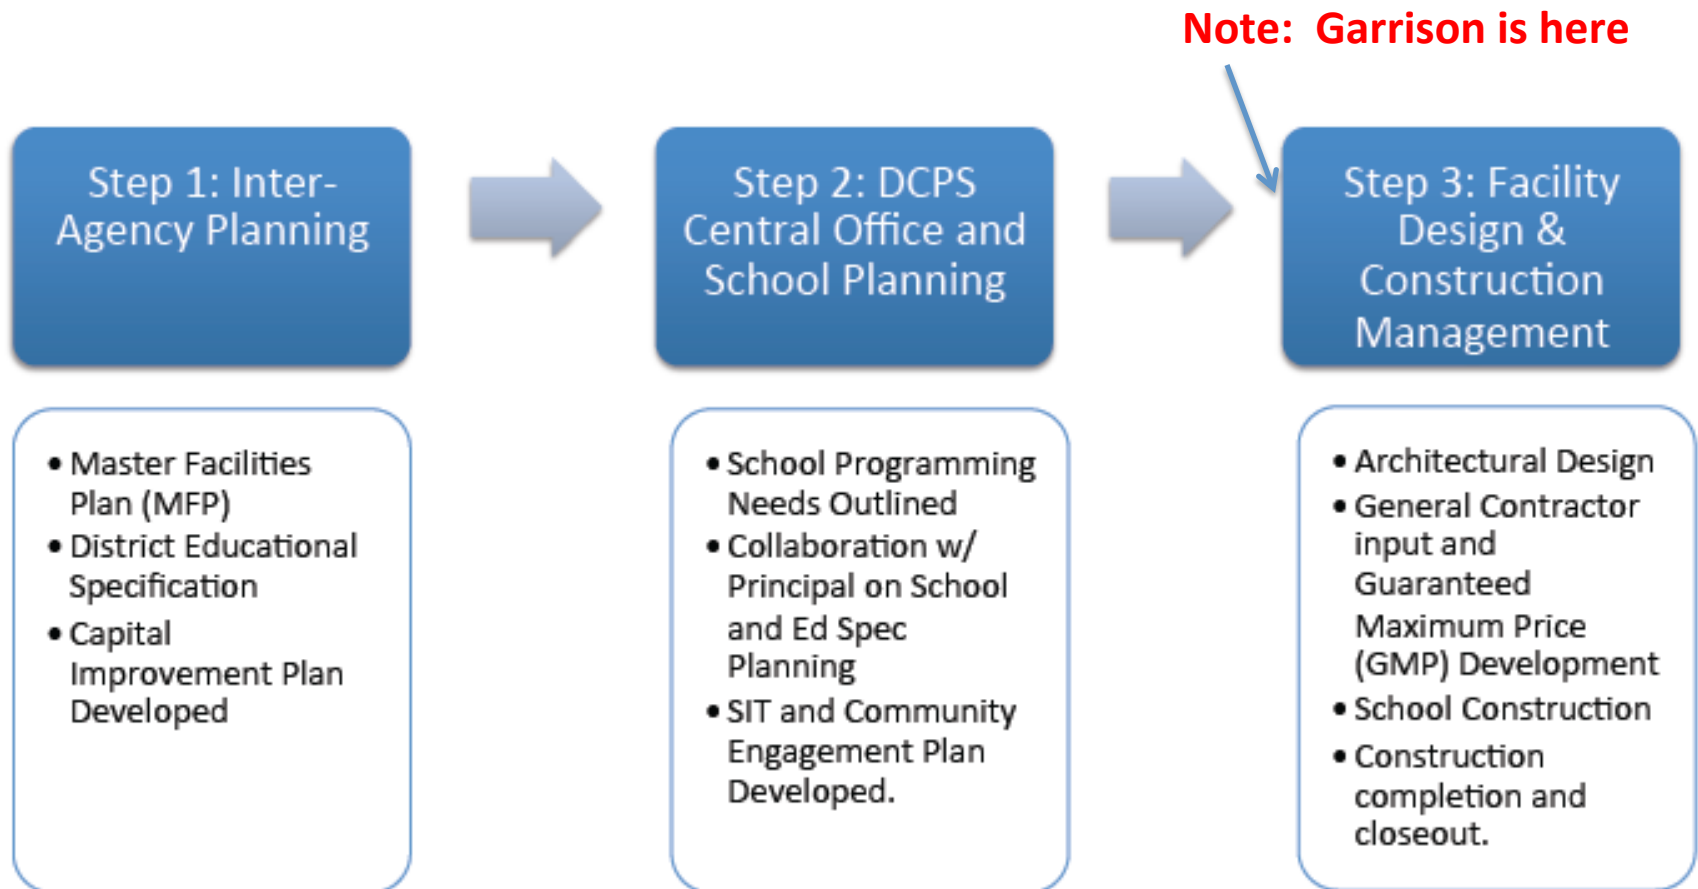 Note:  Garrison is here
Step 1: Inter-
Agency Planning
Step 2: DCPS
Central Office and
School Planning
Step 3: Facility
Design &
Construction
Management
• Master Facilities
Plan (MFP)
• District Educational
Specification
• Capital
Improvement Plan
Developed
• School Programming
Needs Outlined
• Collaboration w/
Principal on School
and Ed Spec
Planning
• SIT and Community
Engagement Plan
Developed.
• Architectural Design
• General Contractor
input and
Guaranteed
Maximum Price
(GMP) Development
• School Construction
• Construction
completion and
closeout.